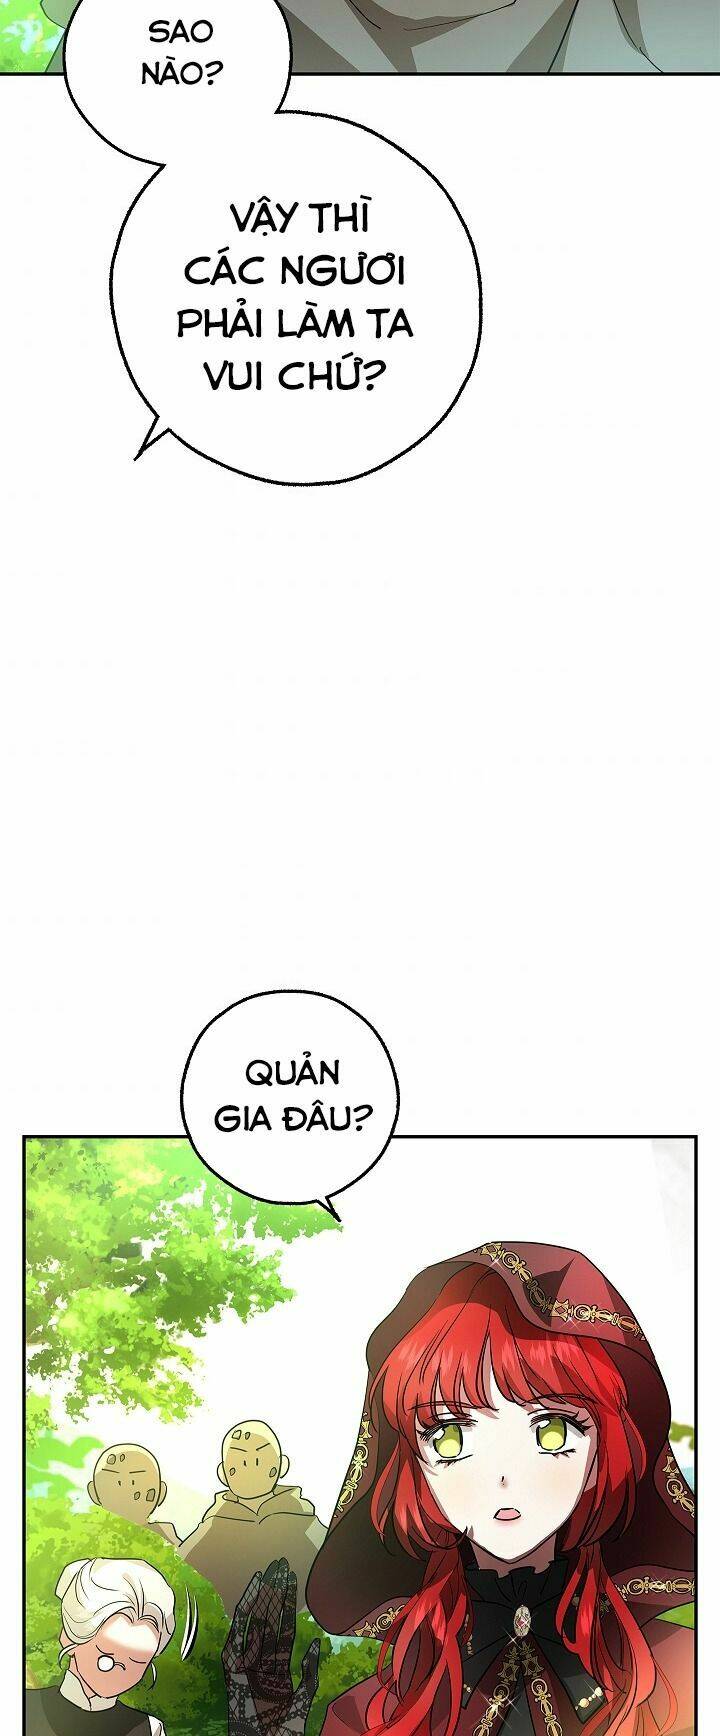 SAO
NÀO?
VẬY THÌ
CÁC NGƯƠI
PHẢI LÀM TA
VUI CHỨ?
QUẢN
GIA ĐÂU?